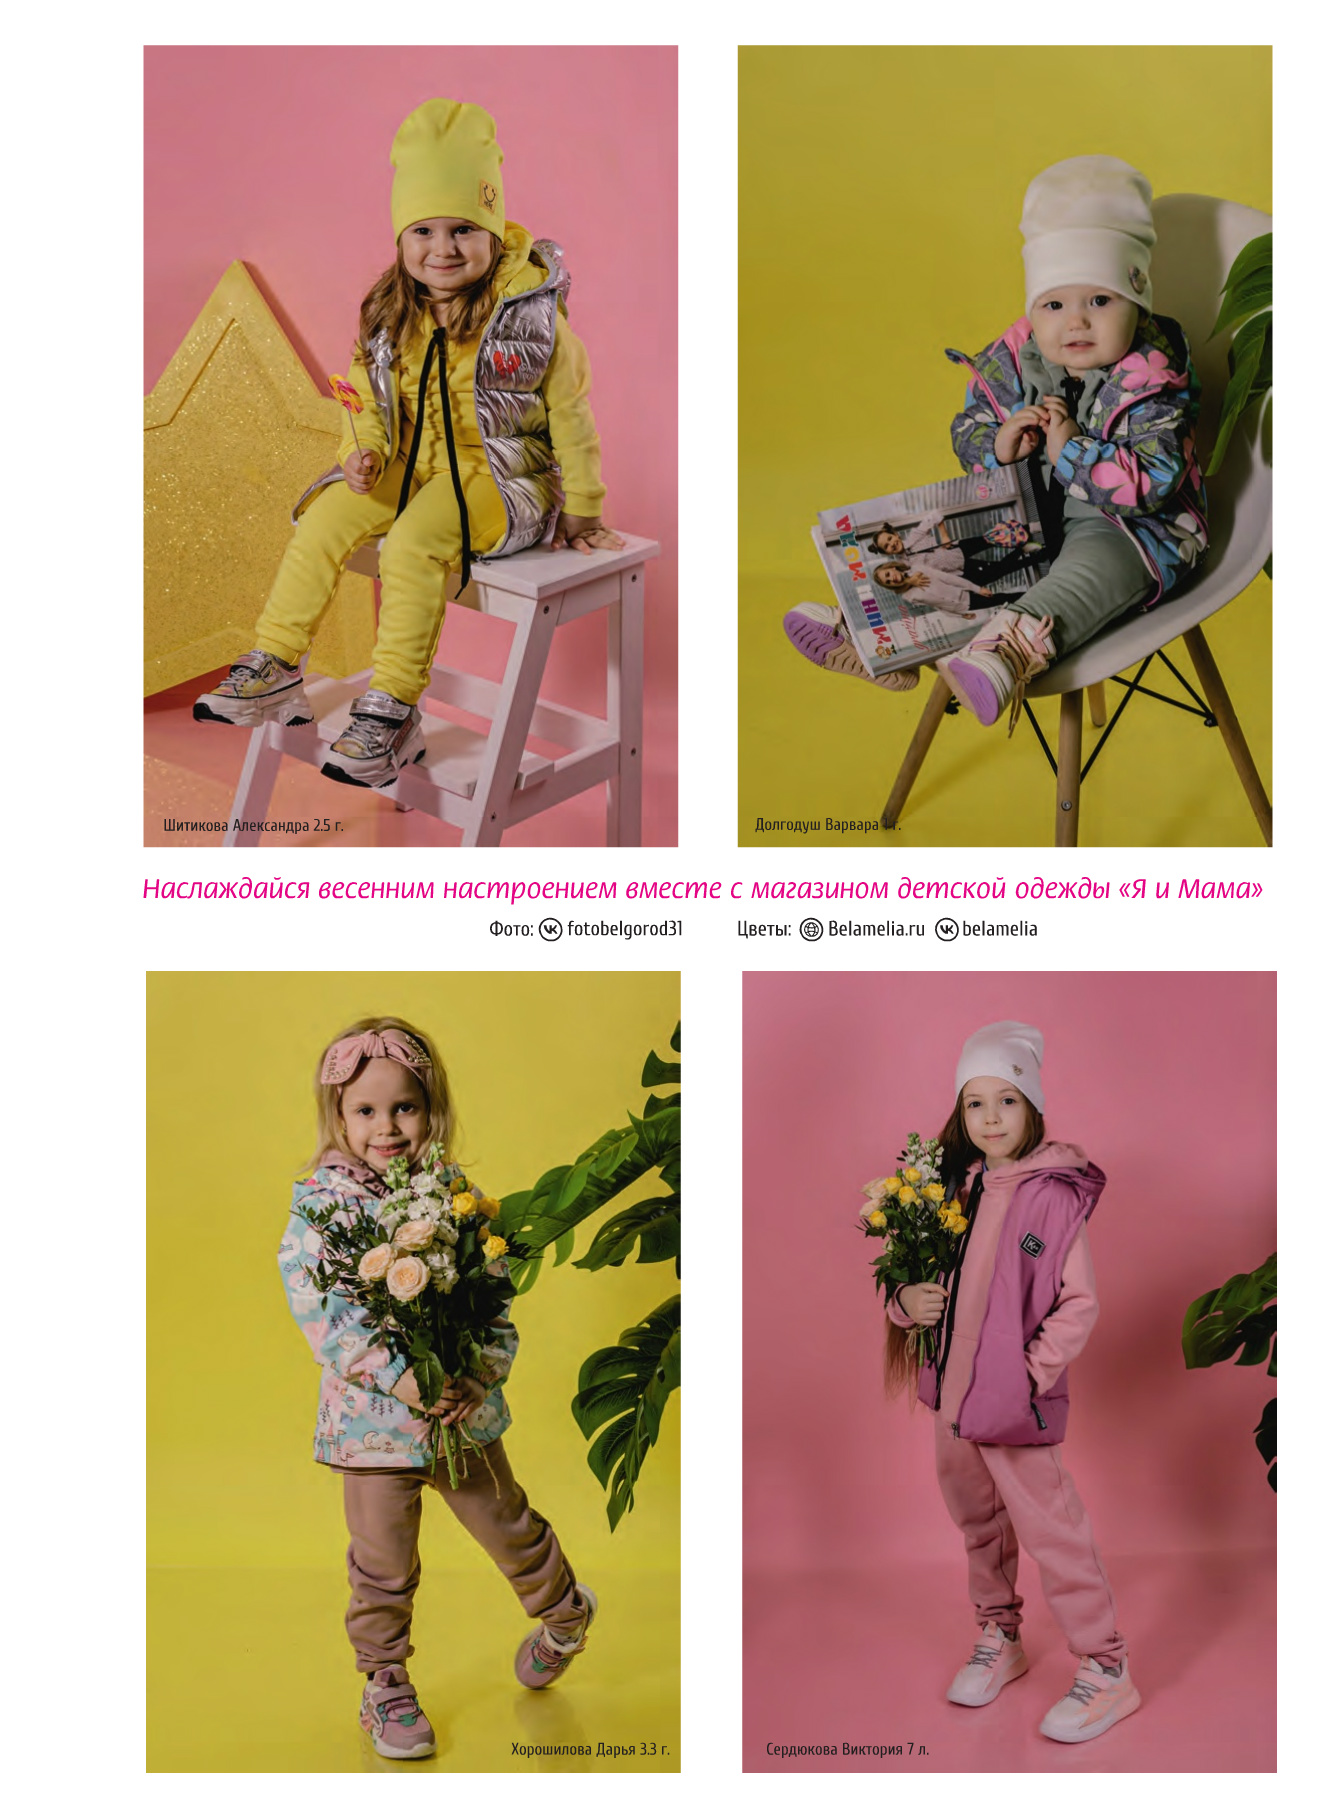 Шитикова Александра 2.5 г.
Долгодуш Варвара 1 г.
Наслаждайся весенним настроением вместе с магазином детской одежды «Я и Мама»
Фото: fotobelgorod31
Цветы: Belamelia.ru belamelia
Хорошилова Дарья 3.3 г.
Сердюкова Виктория 7 л.